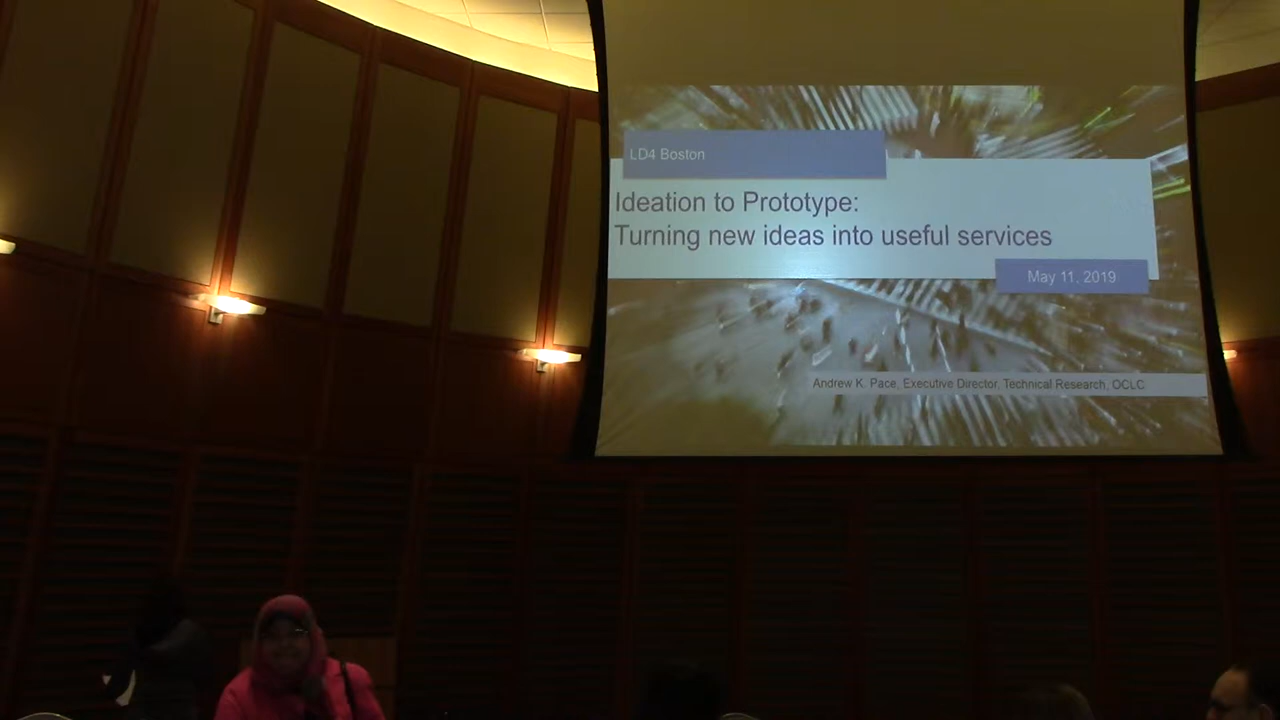 LD4 Boston
Ideation to Prototype:
Turning new ideas into useful services
May 11, 2019
Andrew K. Pace, Executive Director, Technical Research, OCLC